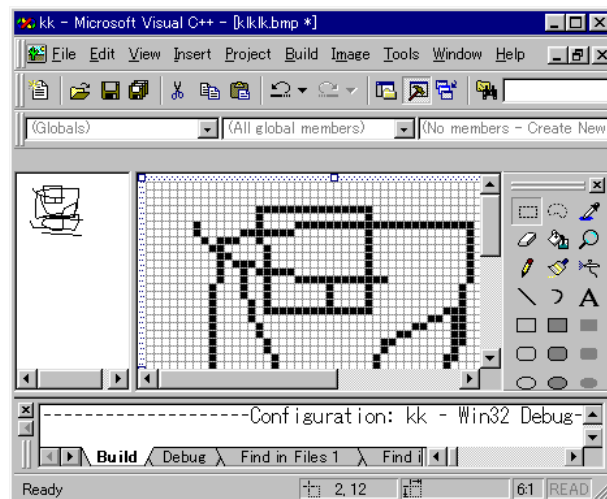 kk - Microsoft Visual C++ - [klklk.bmp *]
File Edit View Insert Project Build Image Tools Window Help
(Globals) (All global members) (No members - Create New
A
--------------------Configuration: kk - Win32 Debug-
Build Debug Find in Files 1 Find i
Ready 2, 12 6:1 READ